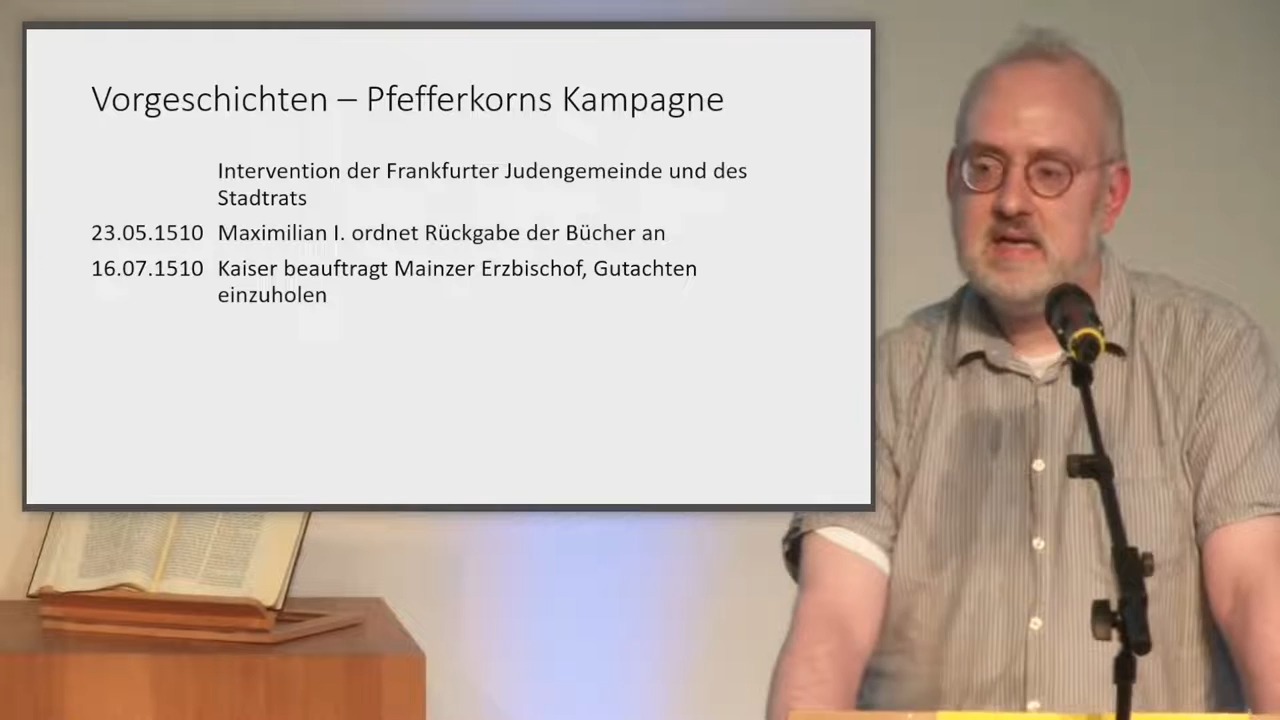 Vorgeschichten – Pfefferkorns Kampagne
Intervention der Frankfurter Judengemeinde und des
Stadtrats
23.05.1510 Maximilian I. ordnet Rückgabe der Bücher an
16.07.1510 Kaiser beauftragt Mainzer Erzbischof, Gutachten
einzuholen